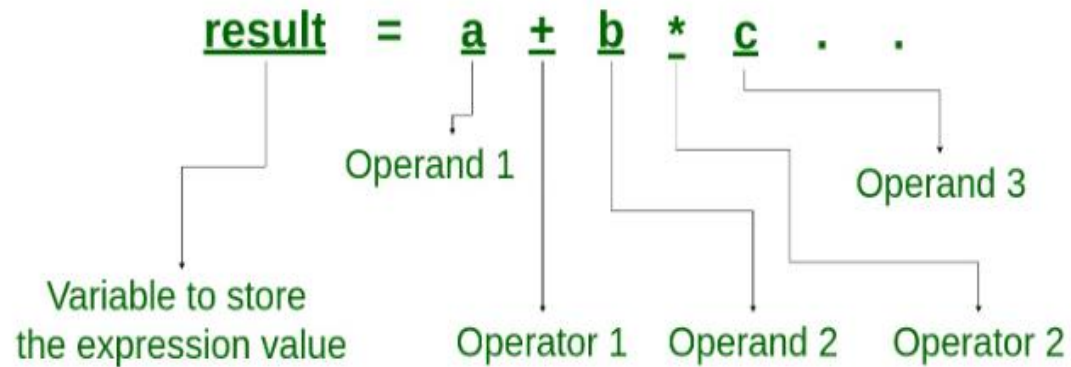 result = a + b * c . .
Operand 1
Operand 3
Variable to store
the expression value
Operator 1
Operand 2
Operator 2